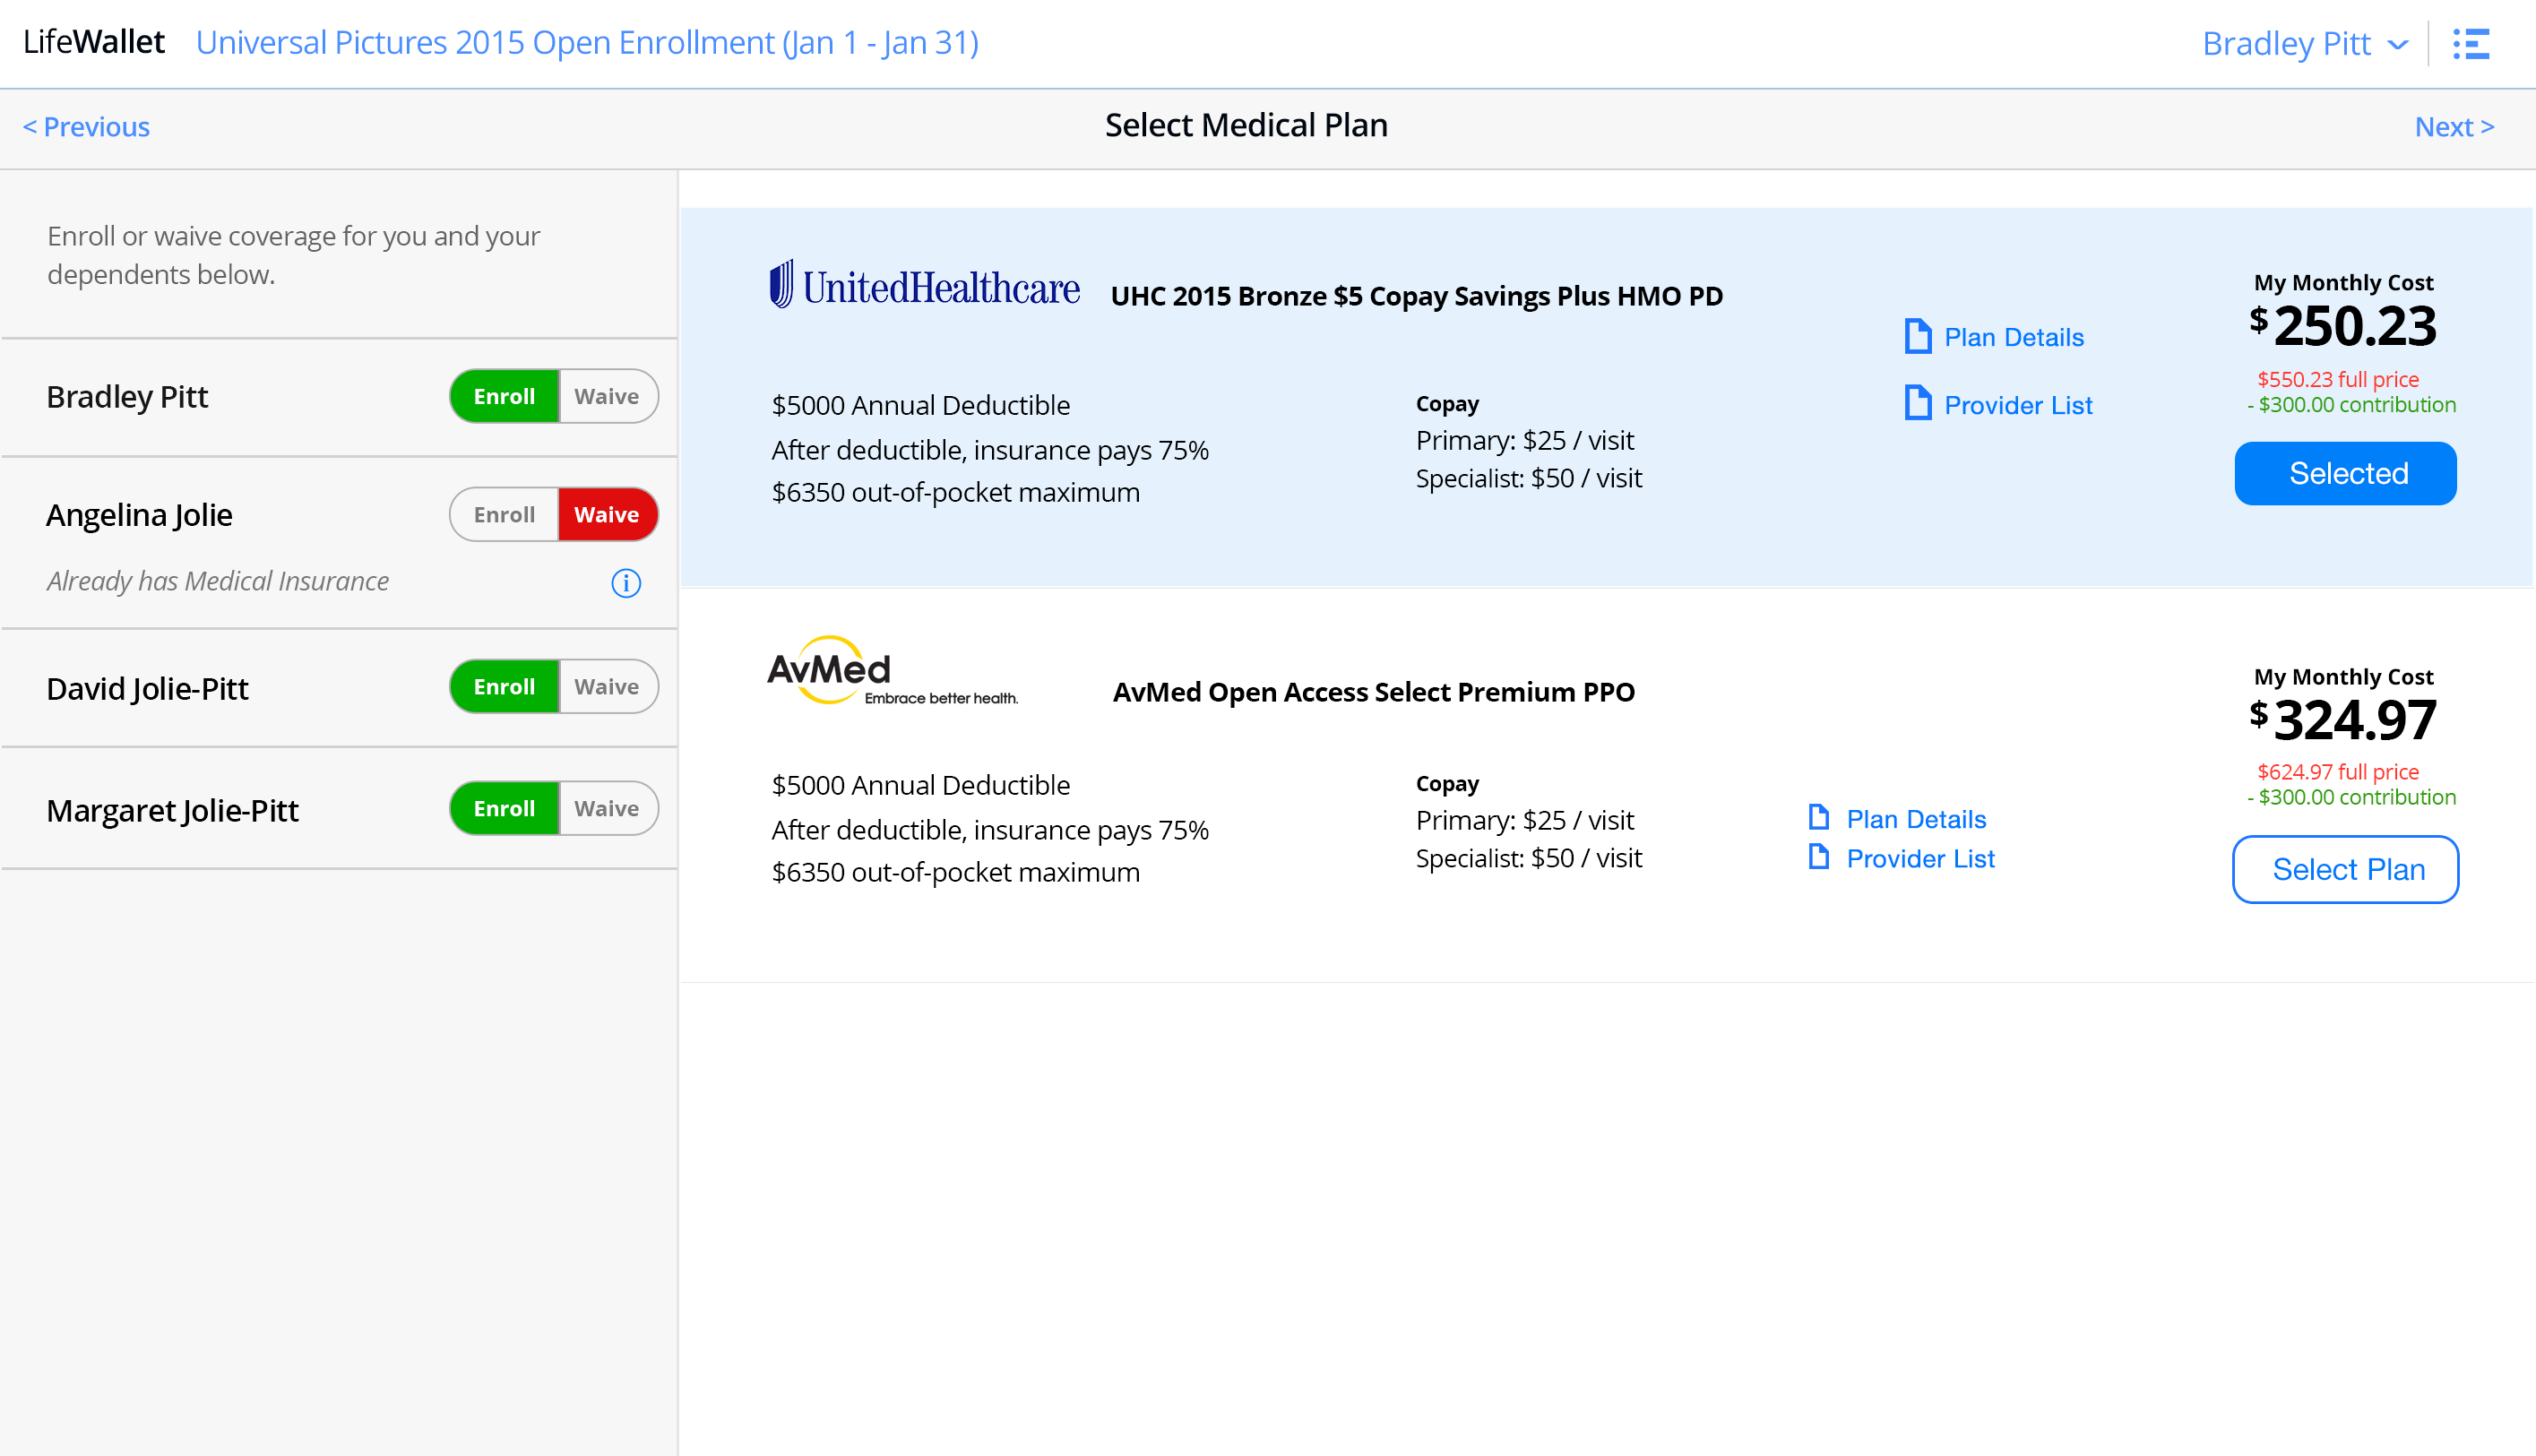 LifeWallet Universal Pictures 2015 Open Enrollment (Jan 1 - Jan 31) Bradley Pitt
< Previous Select Medical Plan Next >
Enroll or waive coverage for you and your
dependents below.
Bradley Pitt Enroll Waive
Angelina Jolie Enroll Waive
Already has Medical Insurance i
David Jolie-Pitt Enroll Waive
Margaret Jolie-Pitt Enroll Waive
UnitedHealthcare UHC 2015 Bronze $5 Copay Savings Plus HMO PD
$5000 Annual Deductible
After deductible, insurance pays 75%
$6350 out-of-pocket maximum
Copay
Primary: $25 / visit
Specialist: $50 / visit
Plan Details
Provider List
My Monthly Cost
$250.23
$550.23 full price
- $300.00 contribution
Selected
AvMed
Embrace better health.
AvMed Open Access Select Premium PPO
$5000 Annual Deductible
After deductible, insurance pays 75%
$6350 out-of-pocket maximum
Copay
Primary: $25 / visit
Specialist: $50 / visit
Plan Details
Provider List
My Monthly Cost
$324.97
$624.97 full price
- $300.00 contribution
Select Plan